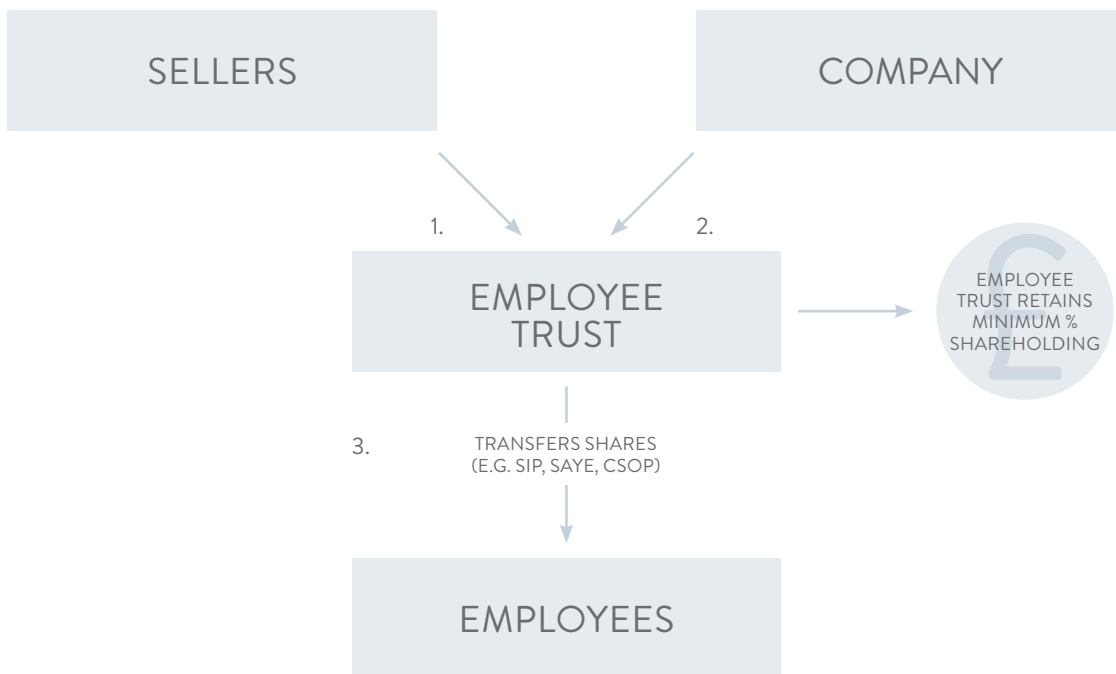 SELLERS
COMPANY
1.
2.
EMPLOYEE
TRUST
£
EMPLOYEE
TRUST RETAINS
MINIMUM %
SHAREHOLDING
3.
TRANSFERS SHARES
(E.G. SIP, SAYE, CSOP)
EMPLOYEES